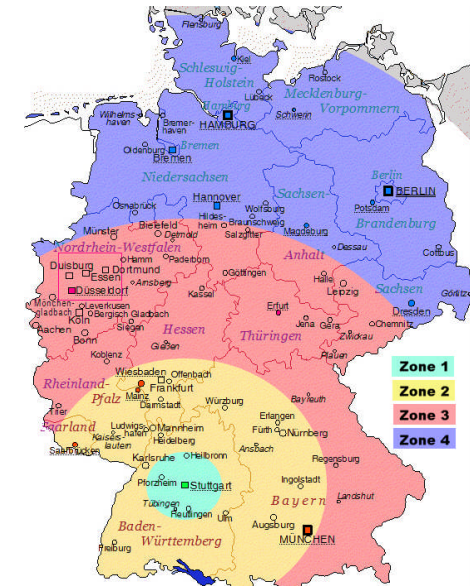 Flensburg
Kiel
Schleswig-
Holstein
Rostock
Lübeck
Mecklenburg-
Vorpommern
Hamburg
Schwerin
HAMBURG
Wilhelms-
haven
Bremer-
haven
Oldenburg
Bremen
Bremen
Niedersachsen
Berlin
BERLIN
Hannover
Sachsen-
Potsdam
Wolfsburg
Osnabrück
Hildes-
heim
Braunschweig
Brandenburg
Bielefeld
Salzgitter
Magdeburg
Münster
Detmold
Nordrhein-Westfalen
Dessau
Cottbus
Anhalt
Hamm
Paderborn
Duisburg
Dortmund
Göttingen
Halle
Essen
Leipzig
Arnsberg
Düsseldorf
Kassel
Sachsen
Görlitz
Mönchen-
gladbach
Leverkusen
Erfurt
Dresden
Bergisch Gladbach
Köln
Jena
Gera
Chemnitz
Aachen
Siegen
Hessen
Thüringen
Zwickau
Bonn
Gießen
Plauen
Koblenz
Wiesbaden
Offenbach
Rheinland-
Pfalz
Frankfurt
Mainz
Bayreuth
Trier
Darmstadt
Würzburg
Erlangen
Saarland
Ludwigs-
hafen
Mannheim
Fürth
Nürnberg
Kaisers-
lautern
Heidelberg
Saarbrücken
Ansbach
Karlsruhe
Heilbronn
Regensburg
Pforzheim
Stuttgart
Ingolstadt
Bayern
Landshut
Tübingen
Reutlingen
Ulm
Augsburg
Baden-
Württemberg
MÜNCHEN
Freiburg
Zone 1
Zone 2
Zone 3
Zone 4